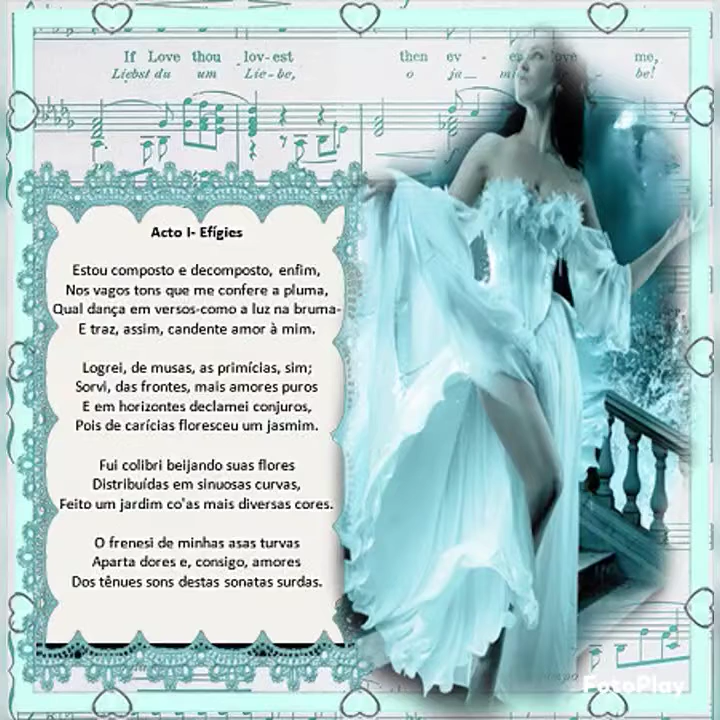 If Love thou lov-est then ev - er love me,
Liebst du um Lie-be, o ja mi be!
Acto I- Efígies
Estou composto e decomposto, enfim,
Nos vagos tons que me confere a pluma,
Qual dança em versos-como a luz na bruma-
E traz, assim, candente amor à mim.
Logrei, de musas, as primícias, sim;
Sorvi, das frontes, mais amores puros
E em horizontes declamei conjuros,
Pois de carícias floresceu um jasmim.
Fui colibri beijando suas flores
Distribuídas em sinuosas curvas,
Feito um jardim co'as mais diversas cores.
O frenesi de minhas asas turvas
Aparta dores e, consigo, amores
Dos tênues sons destas sonatas surdas.
FotoPlay